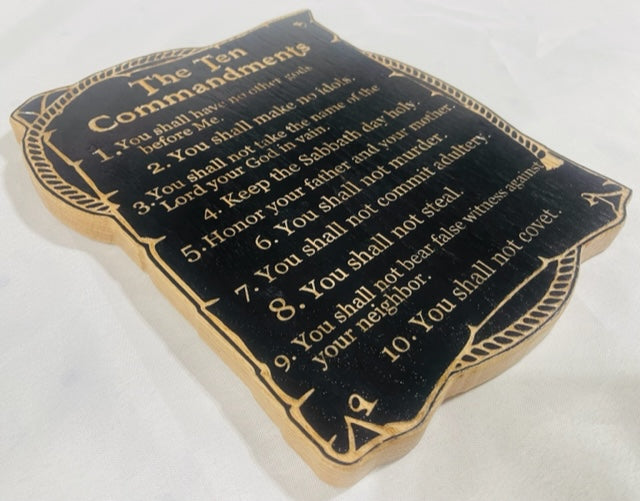 The Ten
Commandments
1. You shall have no other gods
before Me.
2. You shall make no idols.
3. You shall not take the name of the
Lord your God in vain.
4. Keep the Sabbath day holy.
5. Honor your father and your mother.
6. You shall not murder.
7. You shall not commit adultery.
8. You shall not steal.
9. You shall not bear false witness against
your neighbor.
10. You shall not covet.